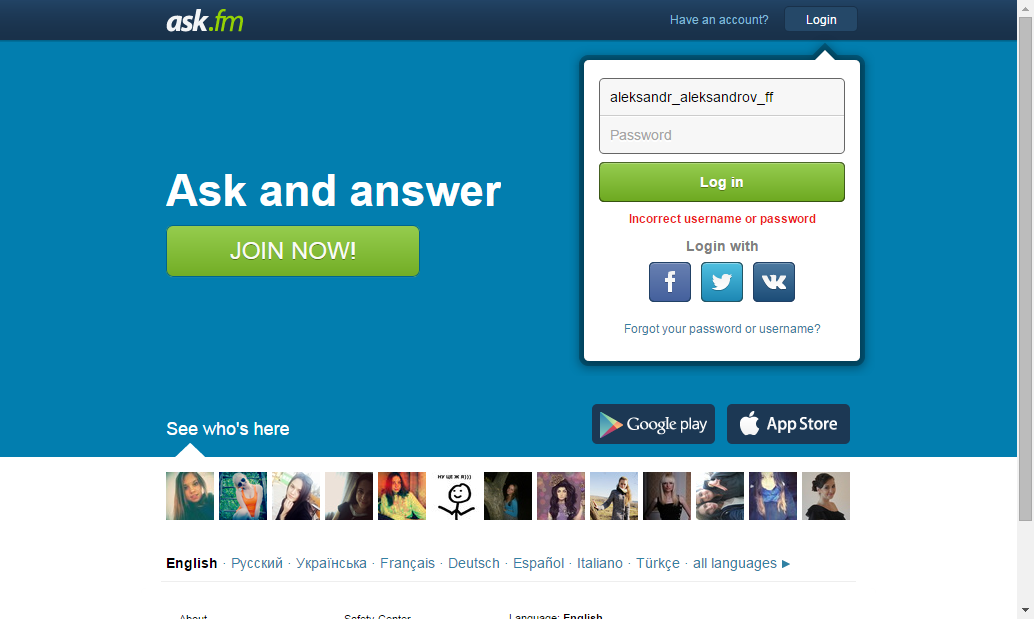 ask.fm
Have an account?
Login
aleksandr_aleksandrov_ff
Password
Log in
Incorrect username or password
Login with
Forgot your password or username?
Ask and answer
JOIN NOW!
Google play
App Store
See who's here
НУ ЦЕ Ж Я)))
English · Русский · Українська · Français · Deutsch · Español · Italiano · Türkçe · all languages ▶
About
Safety Center
Language: English